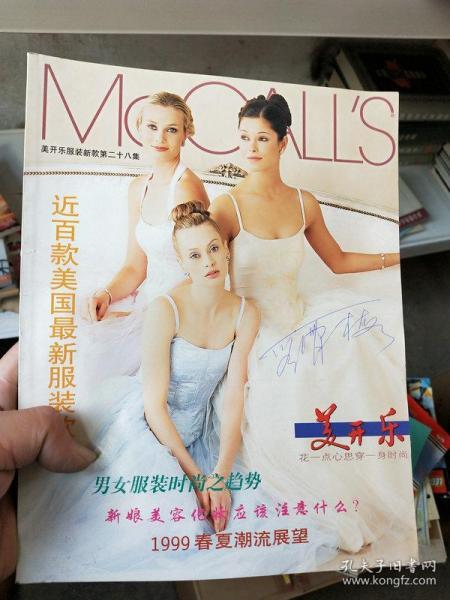 McCALL'S
美开乐服装新款第二十八集
近百款美国最新服装
美开乐
花一点心思穿一身时尚
男女服装时尚之趋势
新娘美容化妆应该注意什么?
1999春夏潮流展望
孔夫子旧书网
www.kongfz.com